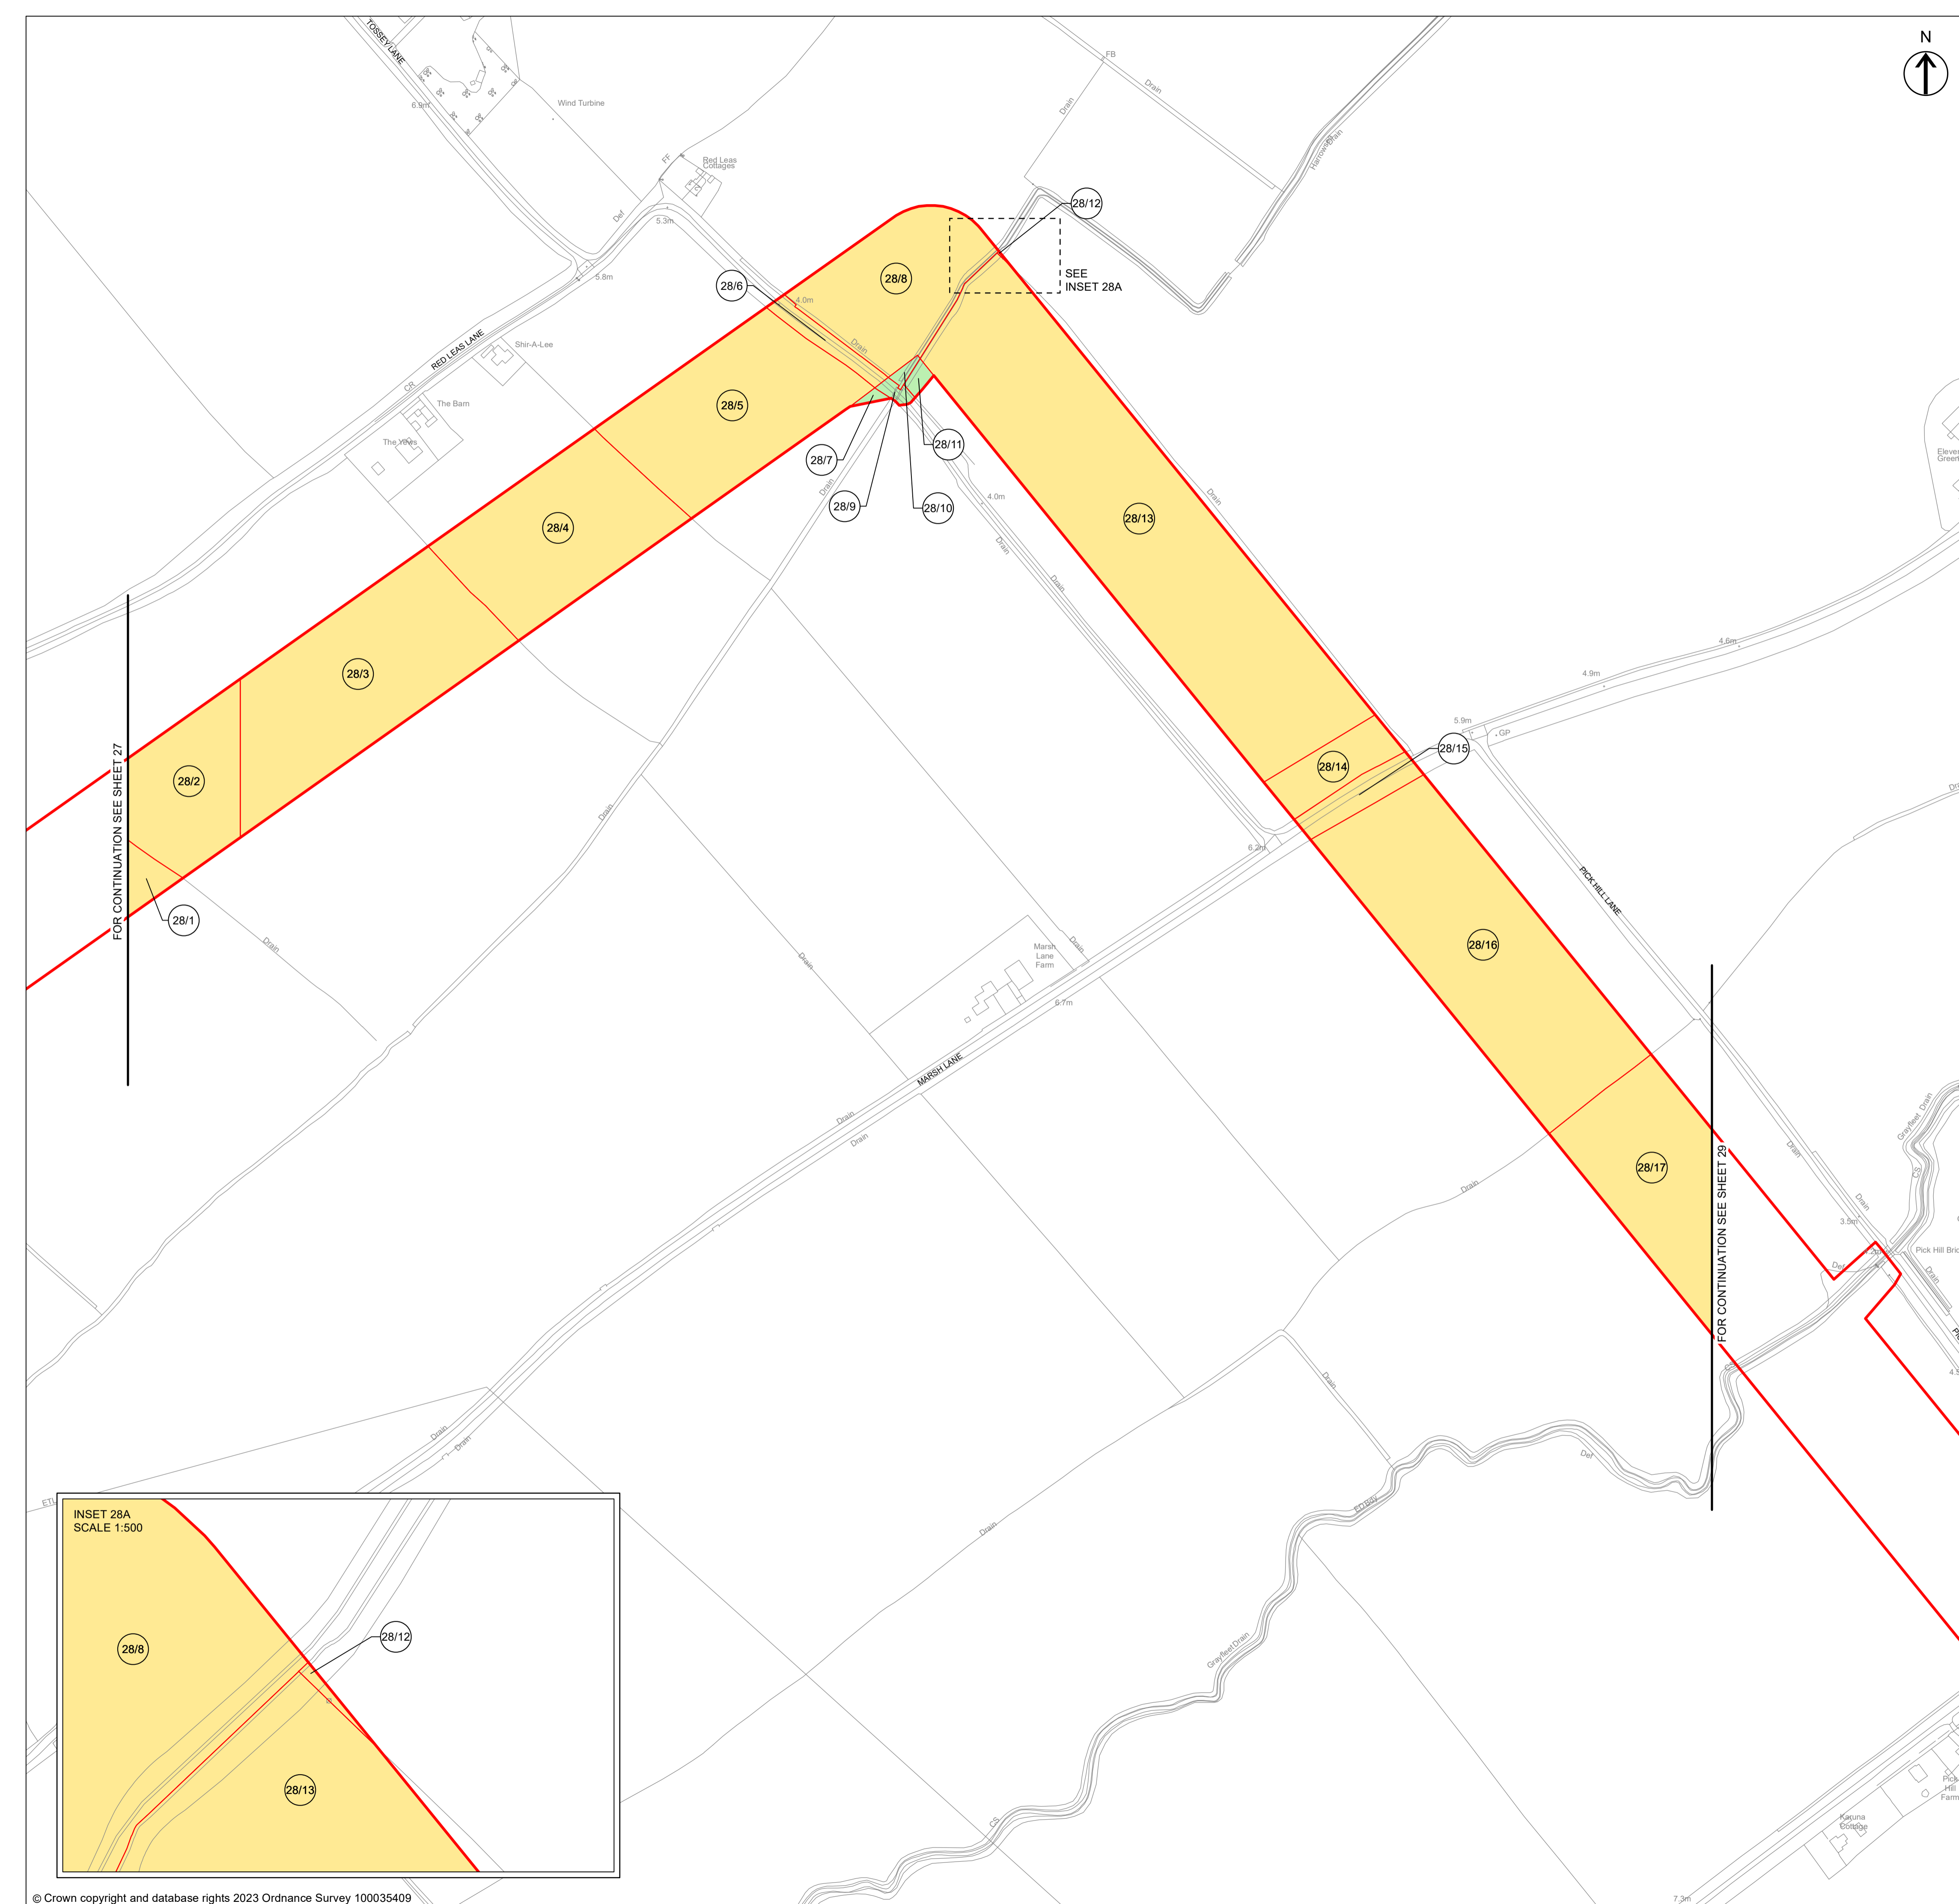 N
TOSSEY LANE
6.9m
Wind Turbine
FB
Drain
Drain
Drain
FF
Red Leas
Cottages
Def
5.3m
5.8m
28/12
SEE
INSET 28A
28/8
28/6
4.0m
Drain
RED LEAS LANE
Shir-A-Lee
CR
The Barn
The Yews
28/5
28/7
28/11
28/9
28/10
Drain
4.0m
Drain
Drain
Drain
28/13
28/4
28/3
28/2
28/1
FOR CONTINUATION SEE SHEET 27
Drain
Drain
4.6m
4.9m
5.9m
GP
28/15
28/14
6.2m
PICK HILL LANE
28/16
Marsh
Lane
Farm
Drain
Drain
6.7m
MARSH LANE
Drain
Drain
28/17
FOR CONTINUATION SEE SHEET 29
Drain
Grayfleet Drain
CS
Drain
Drain
3.5m
Def
Drain
Pick Hill
Drain
Def
ED Bdy
Drain
Drain
Drain
ETL
Grayfleet Drain
CS
Pick
Hill
Farm
Karuna
Cottage
7.3m
INSET 28A
SCALE 1:500
28/8
28/12
28/13
© Crown copyright and database rights 2023 Ordnance Survey 100035409